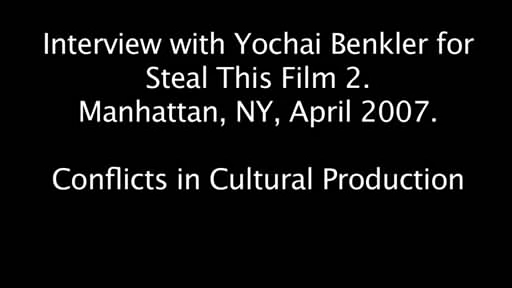 Interview with Yochai Benkler for
Steal This Film 2.
Manhattan, NY, April 2007.
Conflicts in Cultural Production